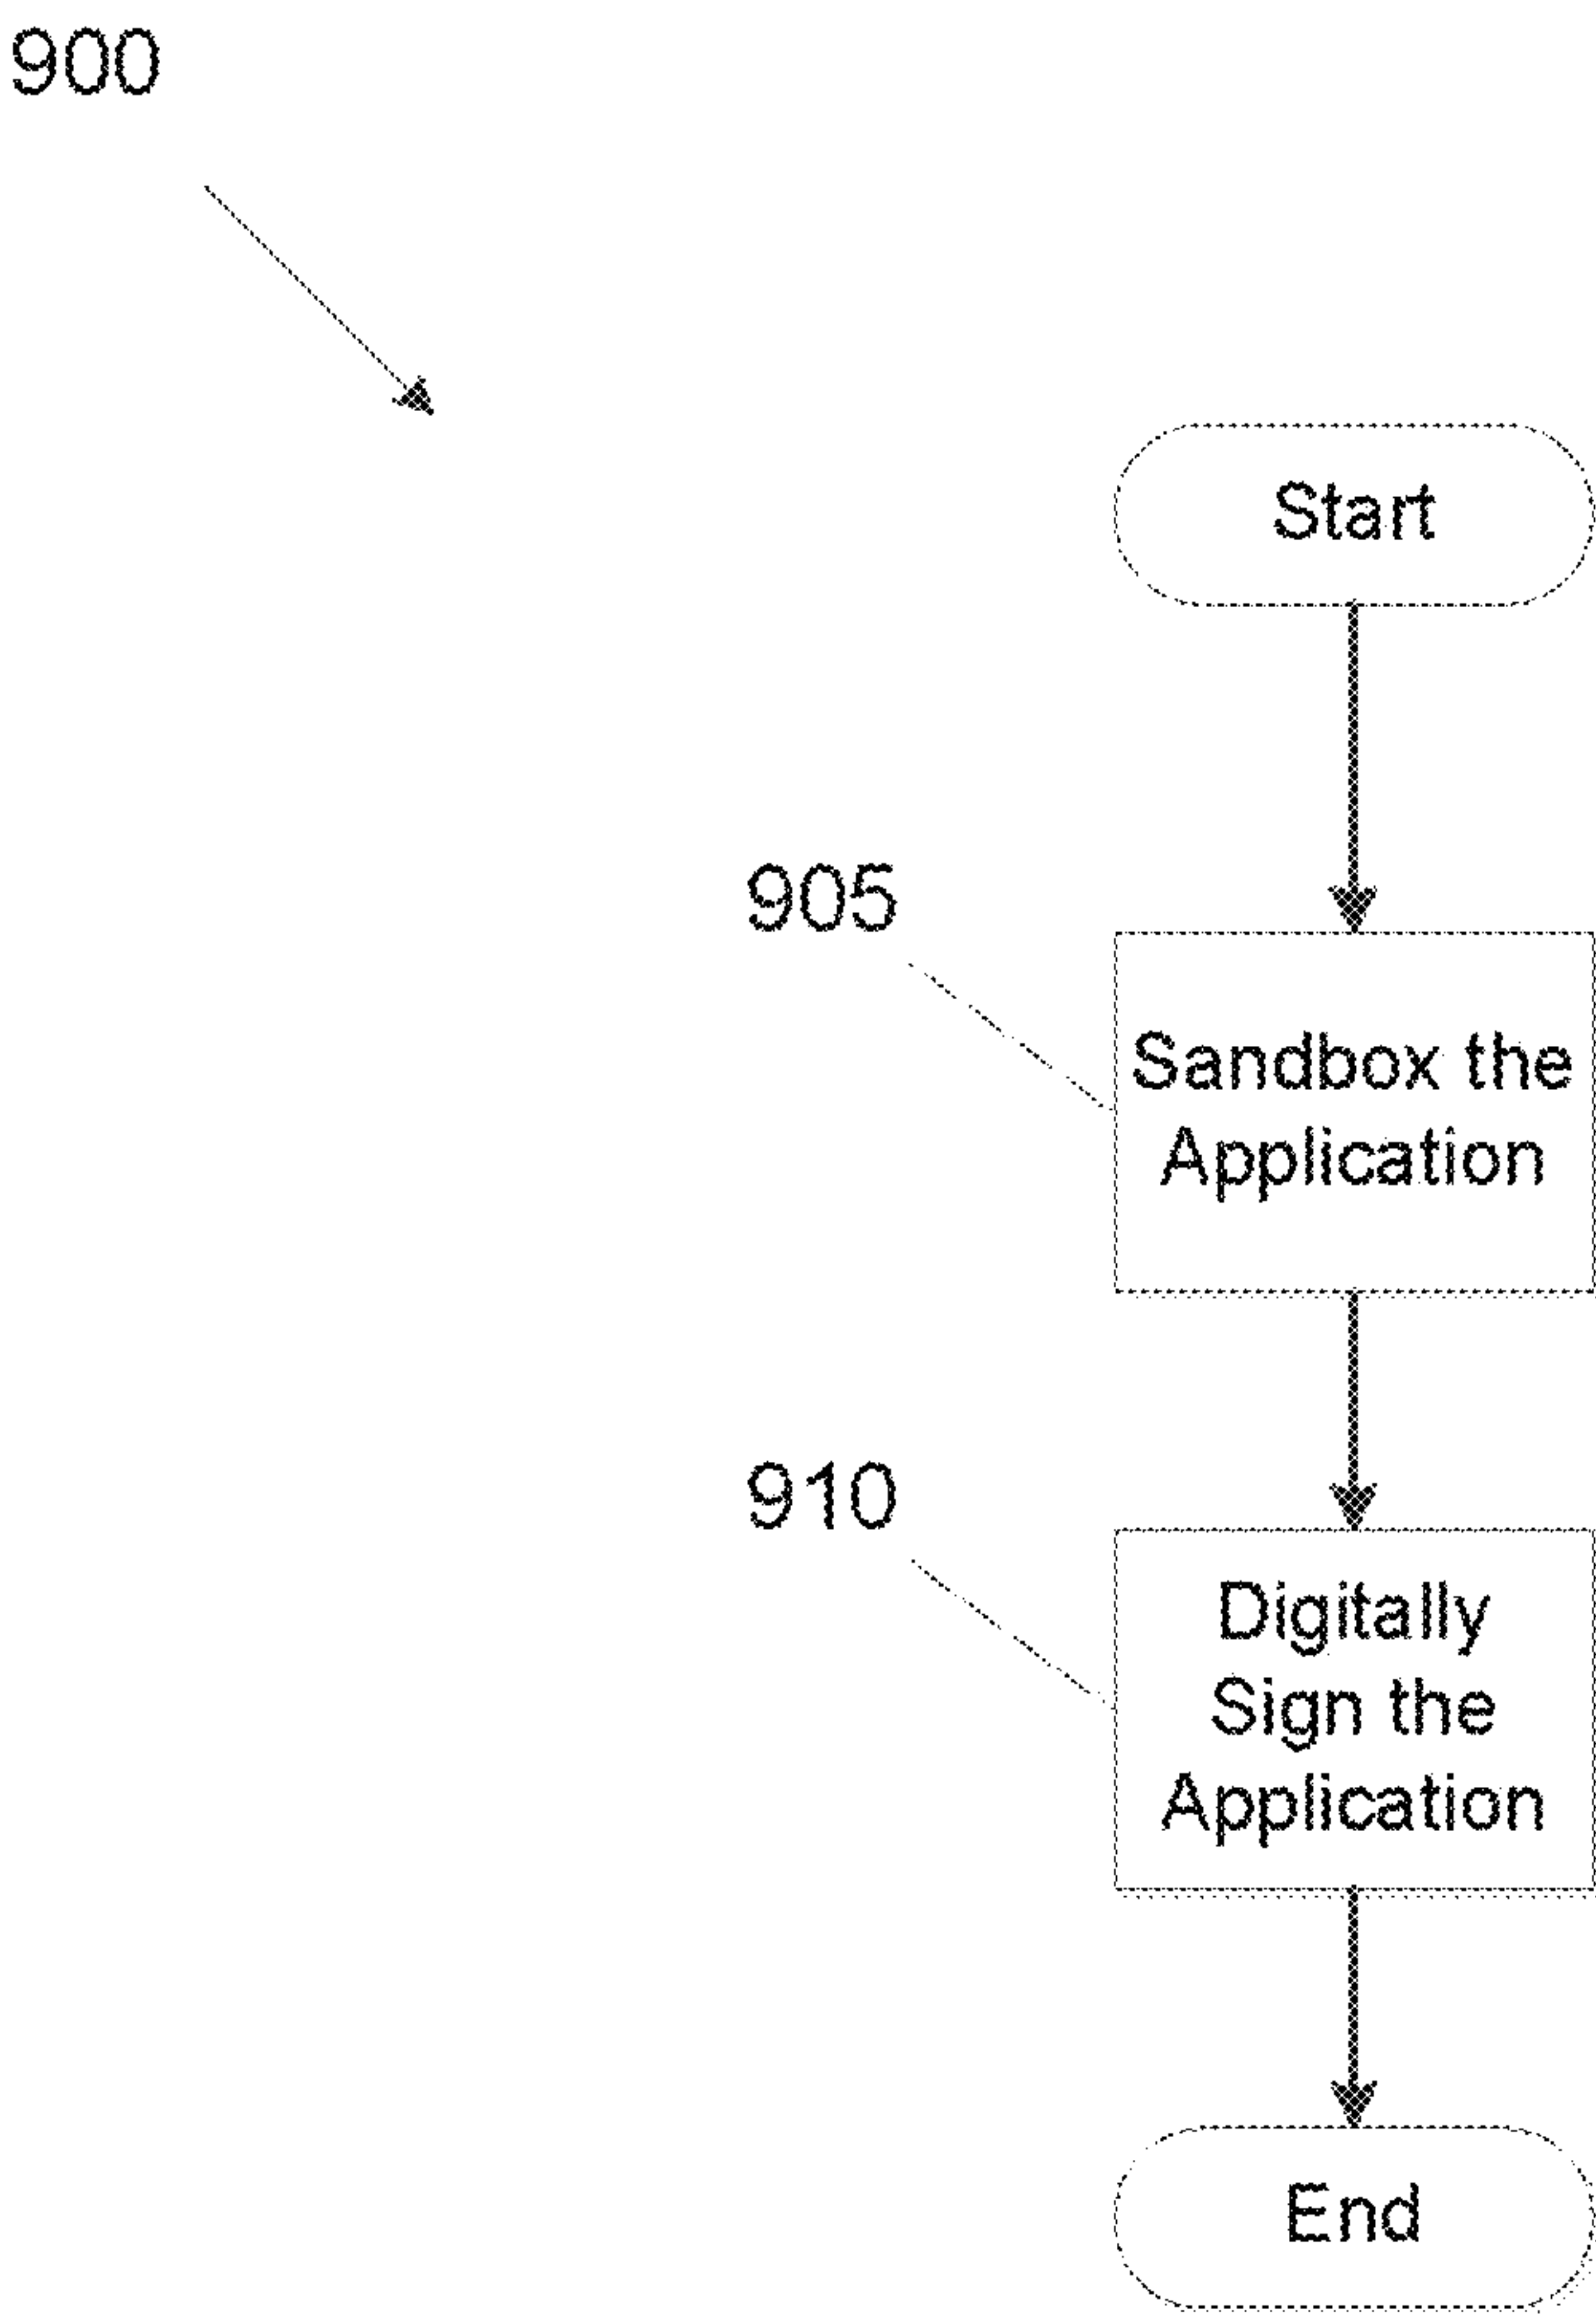 900
Start
905
Sandbox the
Application
910
Digitally
Sign the
Application
End